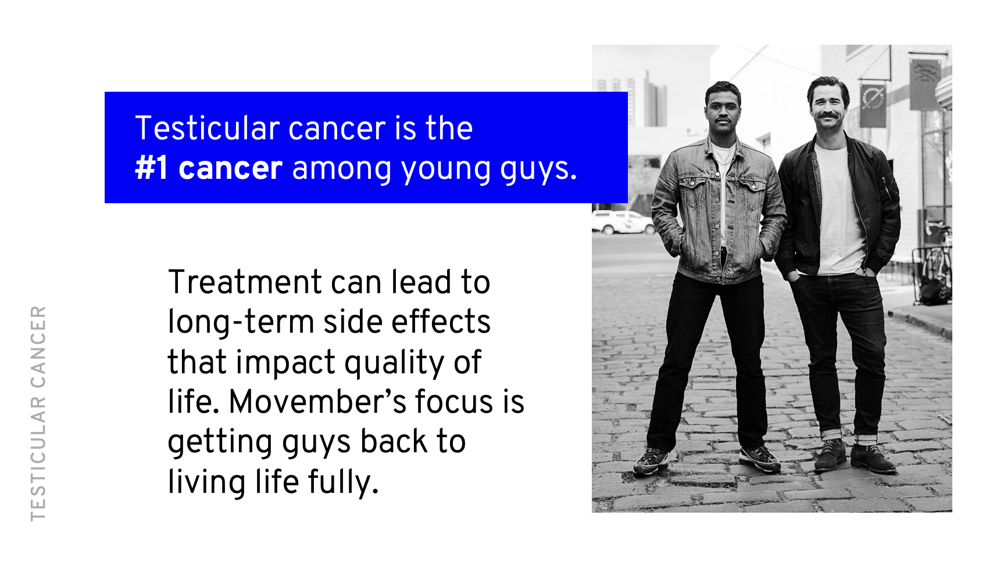 Testicular cancer is the
#1 cancer among young guys.
Treatment can lead to
long-term side effects
that impact quality of
life. Movember’s focus is
getting guys back to
living life fully.
TESTICULAR CANCER